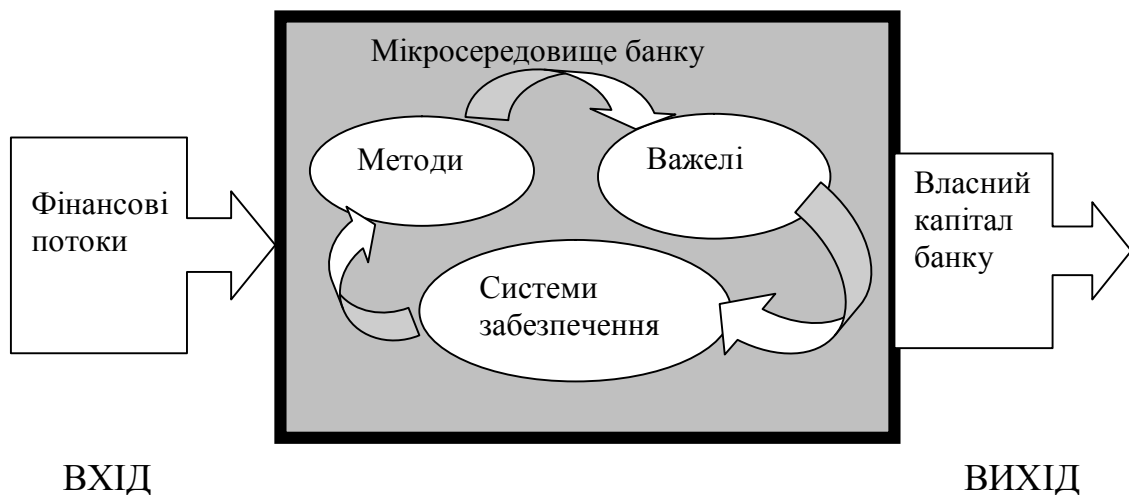 Мікросередовище банку
Методи
Важелі
Фінансові
потоки
Власний
капітал
банку
Системи
забезпечення
ВХІД
ВИХІД